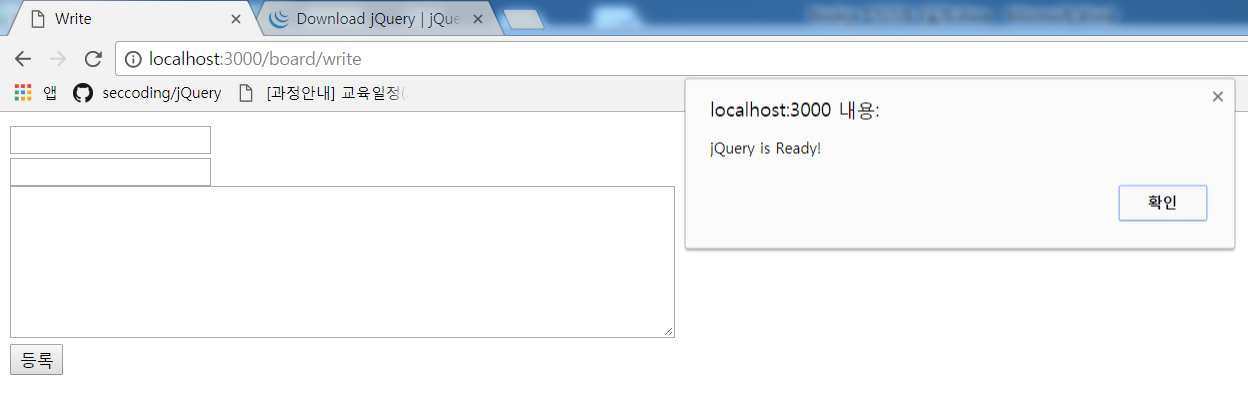 Write
Download jQuery | jQue
localhost:3000/board/write
앱 seccoding/jQuery [과정안내] 교육일정(
localhost:3000 내용:
jQuery is Ready!
확인
등록